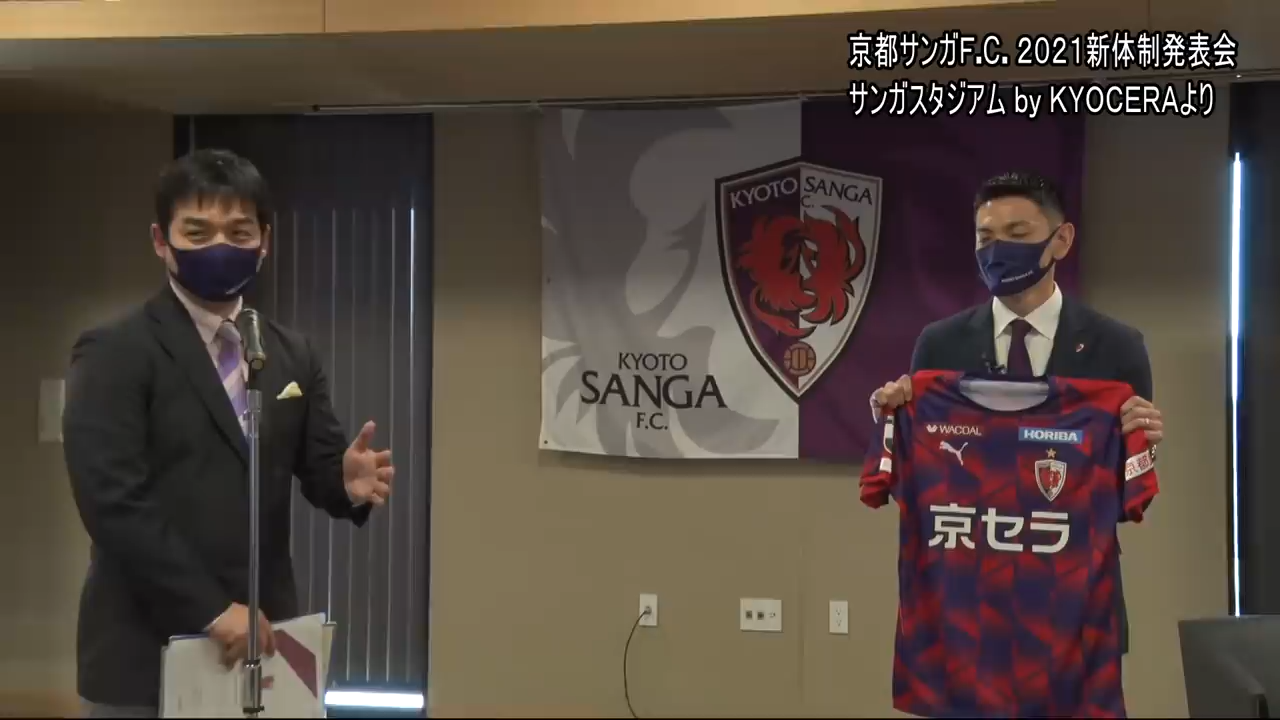 京都サンガF.C. 2021新体制発表会
サンガスタジアム by KYOCERAより
KYOTO SANGA
F.C.
KYOTO
SANGA
F.C.
WACOAL
HORIBA
京都
京セラ